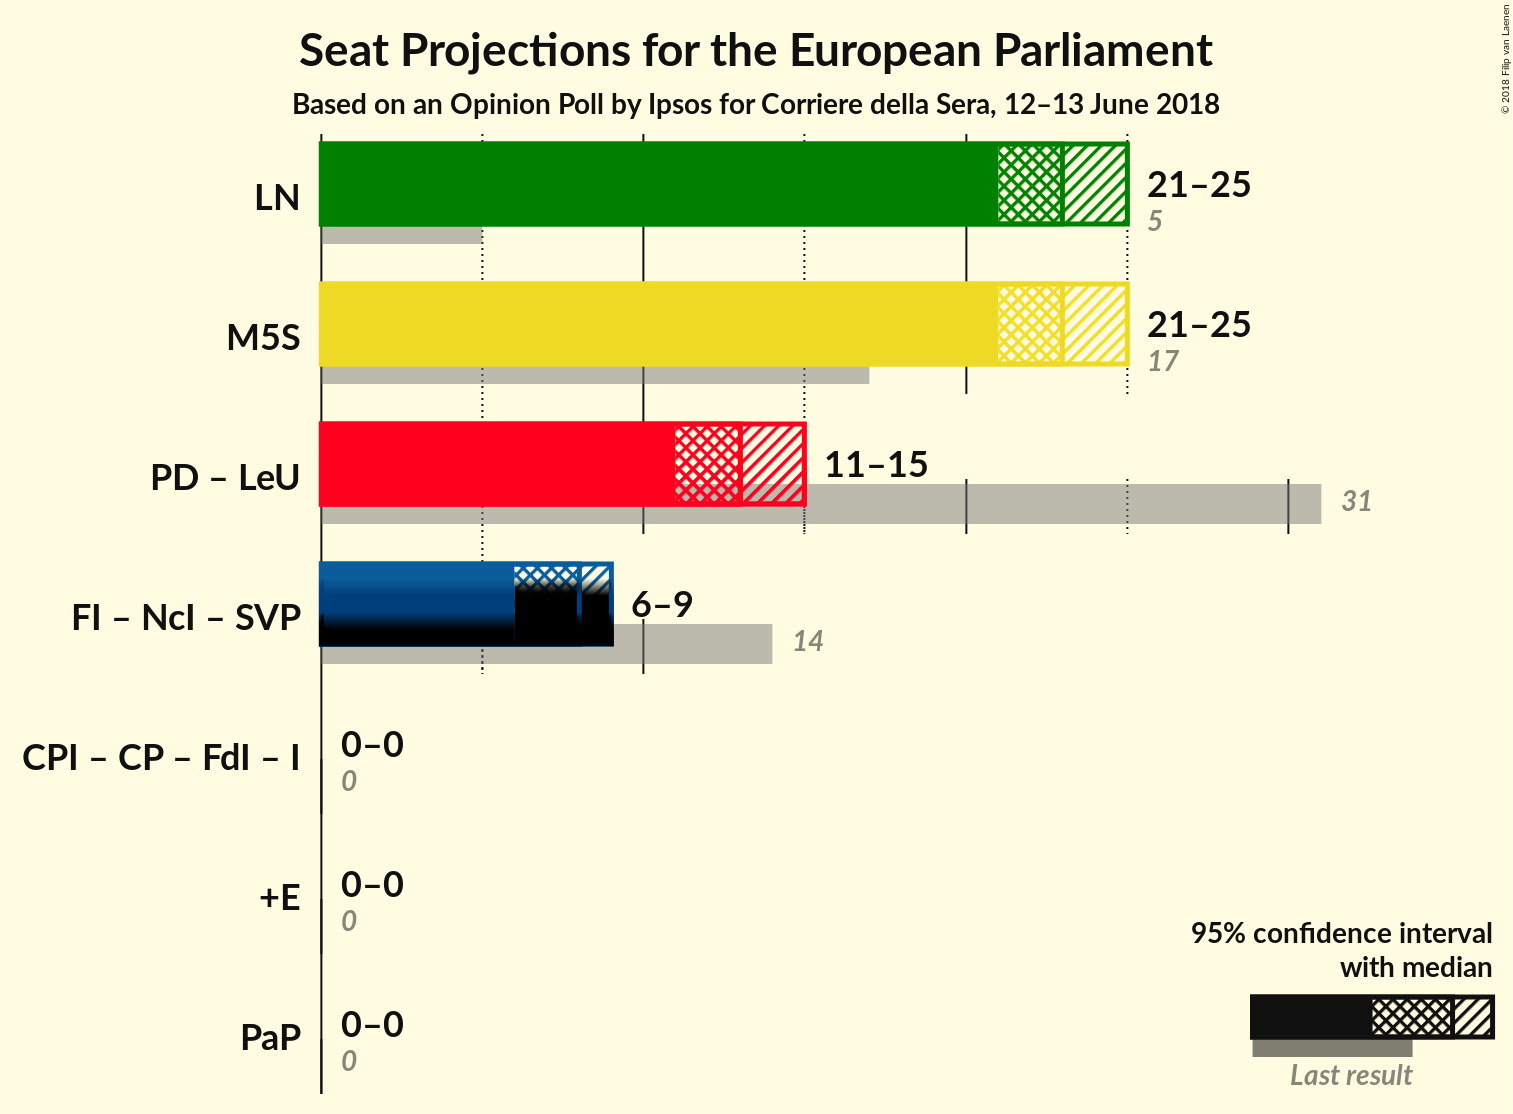 Seat Projections for the European Parliament
Based on an Opinion Poll by Ipsos for Corriere della Sera, 12–13 June 2018
© 2018 Filip van Laenen
LN
21–25
5
M5S
21–25
17
PD – LeU
11–15
31
FI – NcI – SVP
6–9
14
CPI – CP – FdI – I
0–0
0
+E
0–0
0
PaP
0–0
0
95% confidence interval
with median
Last result